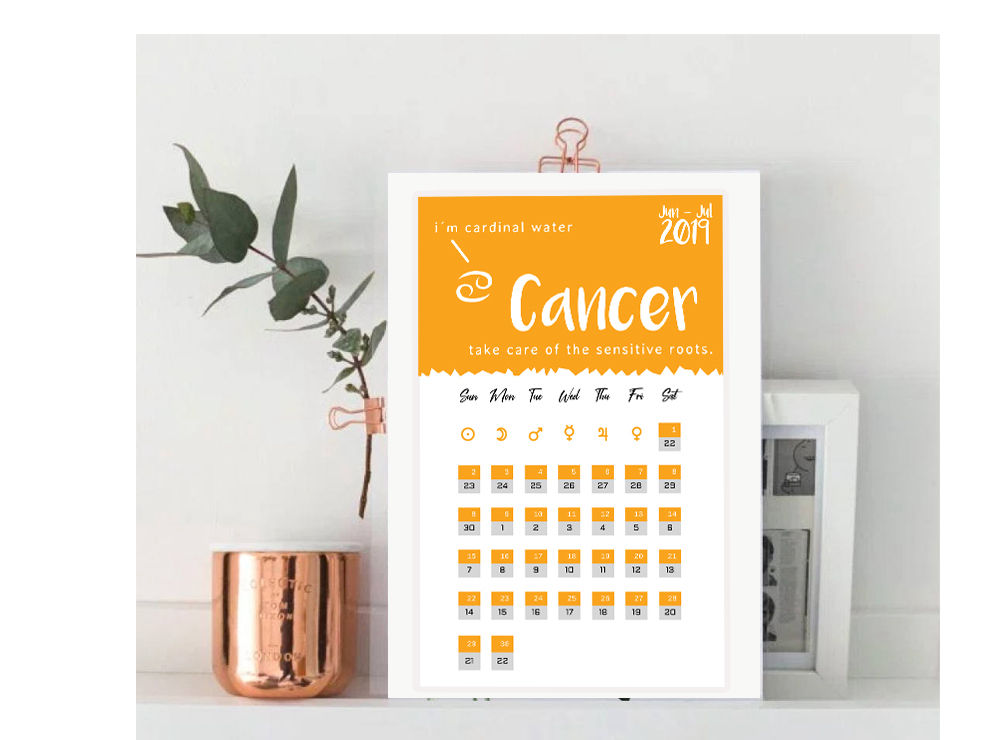 Jun - Jul
2019
i´m cardinal water
Cancer
take care of the sensitive roots.
Sun Mon Tue Wed Thu Fri Sat
☉ ☽ ♂ ☿ ♃ ♀ 1
22
2 3 4 5 6 7 8
23 24 25 26 27 28 29
9 10 11 12 13 14
30 1 2 3 4 5 6
15 16 17 18 19 20 21
7 8 9 10 11 12 13
22 23 24 25 26 27 28
14 15 16 17 18 19 20
29 30
21 22
ECLECTIC
TOM
DIXON
LONDON